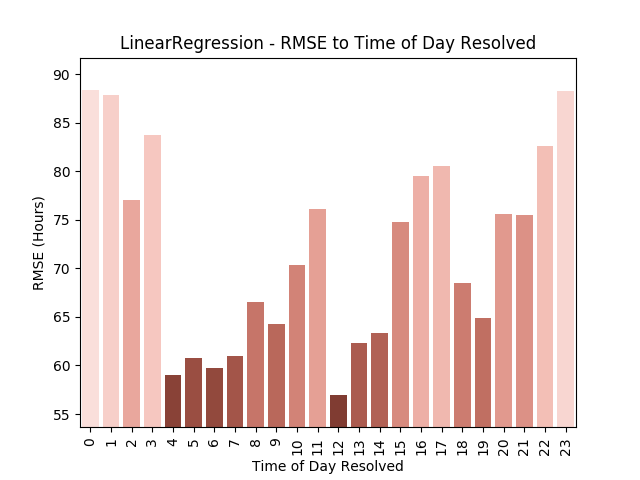 LinearRegression - RMSE to Time of Day Resolved
90
85
80
75
70
65
60
55
RMSE (Hours)
0 1 2 3 4 5 6 7 8 9 10 11 12 13 14 15 16 17 18 19 20 21 22 23
Time of Day Resolved